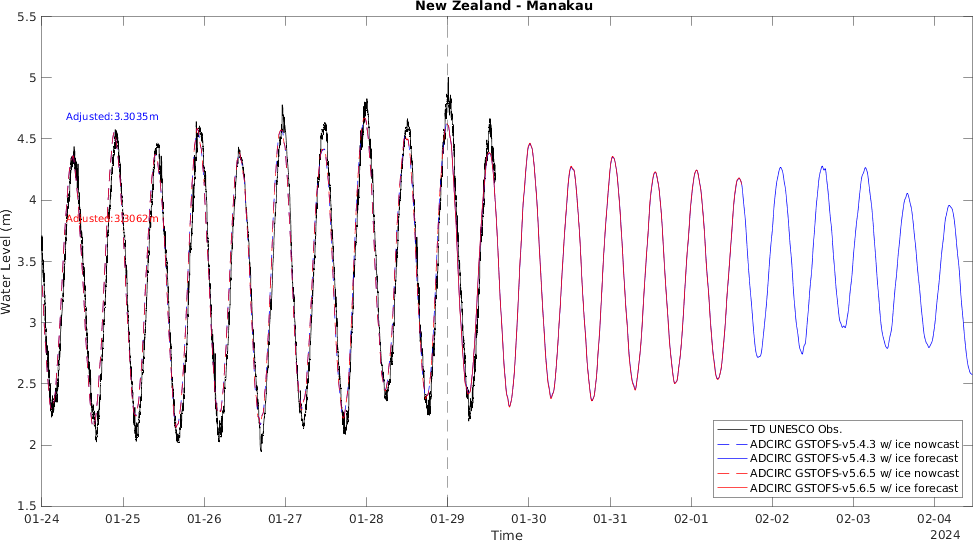 New Zealand - Manakau
5.5
5
4.5
4
3.5
3
2.5
2
1.5
Water Level (m)
Adjusted:3.3035m
Adjusted:3.3062m
TD UNESCO Obs.
ADCIRC GSTOFS-v5.4.3 w/ ice nowcast
ADCIRC GSTOFS-v5.4.3 w/ ice forecast
ADCIRC GSTOFS-v5.6.5 w/ ice nowcast
ADCIRC GSTOFS-v5.6.5 w/ ice forecast
01-24 01-25 01-26 01-27 01-28 01-29 01-30 01-31 02-01 02-02 02-03 02-04
Time 2024